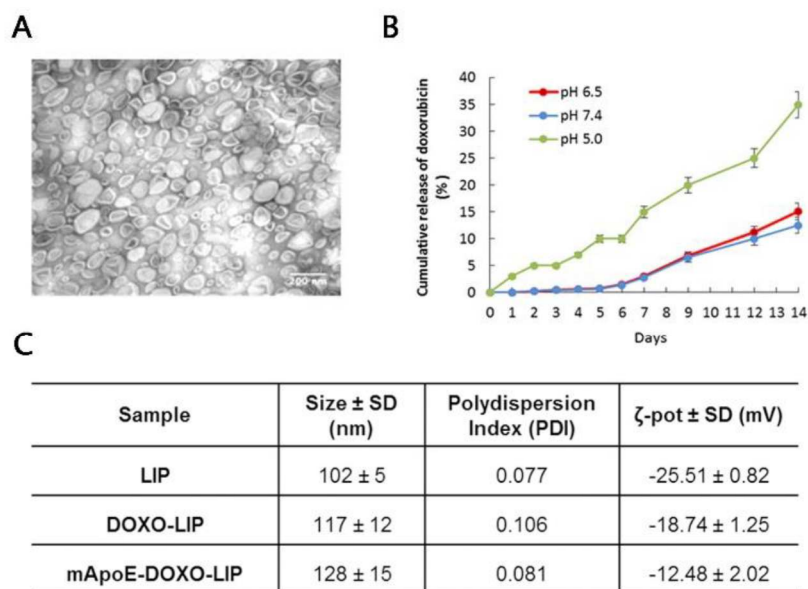 A
200 nm
B
Cumulative release of doxorubicin
(%)
40
35
30
25
20
15
10
5
0
pH 6.5
pH 7.4
pH 5.0
0 1 2 3 4 5 6 7 8 9 10 11 12 13 14
Days
C
Sample Size ± SD (nm) Polydispersion Index (PDI) ζ-pot ± SD (mV)
LIP 102 ± 5 0.077 -25.51 ± 0.82
DOXO-LIP 117 ± 12 0.106 -18.74 ± 1.25
mApoE-DOXO-LIP 128 ± 15 0.081 -12.48 ± 2.02